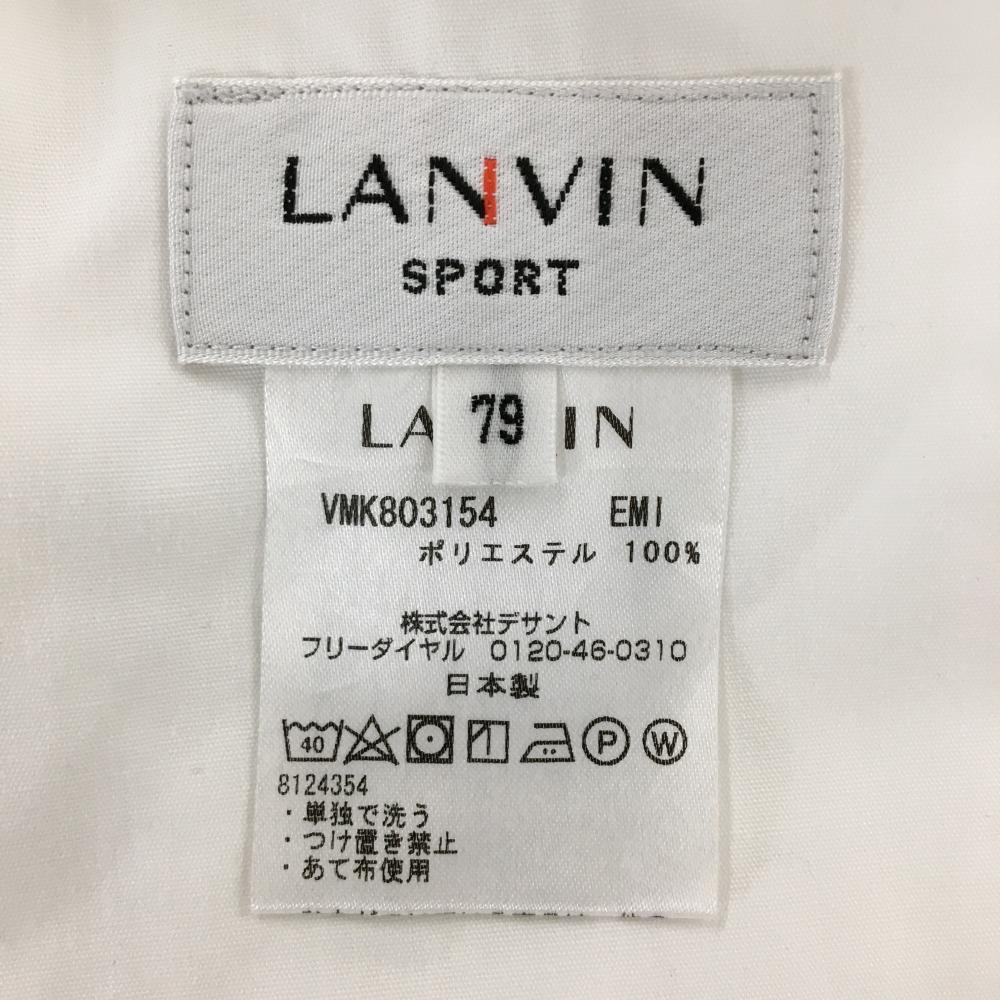 LANVIN
SPORT
79
LA IN
VMK803154 EMI
ポリエステル 100%
株式会社デサント
フリーダイヤル 0120-46-0310
日本製
40 P W
8124354
・単独で洗う
・つけ置き禁止
・あて布使用